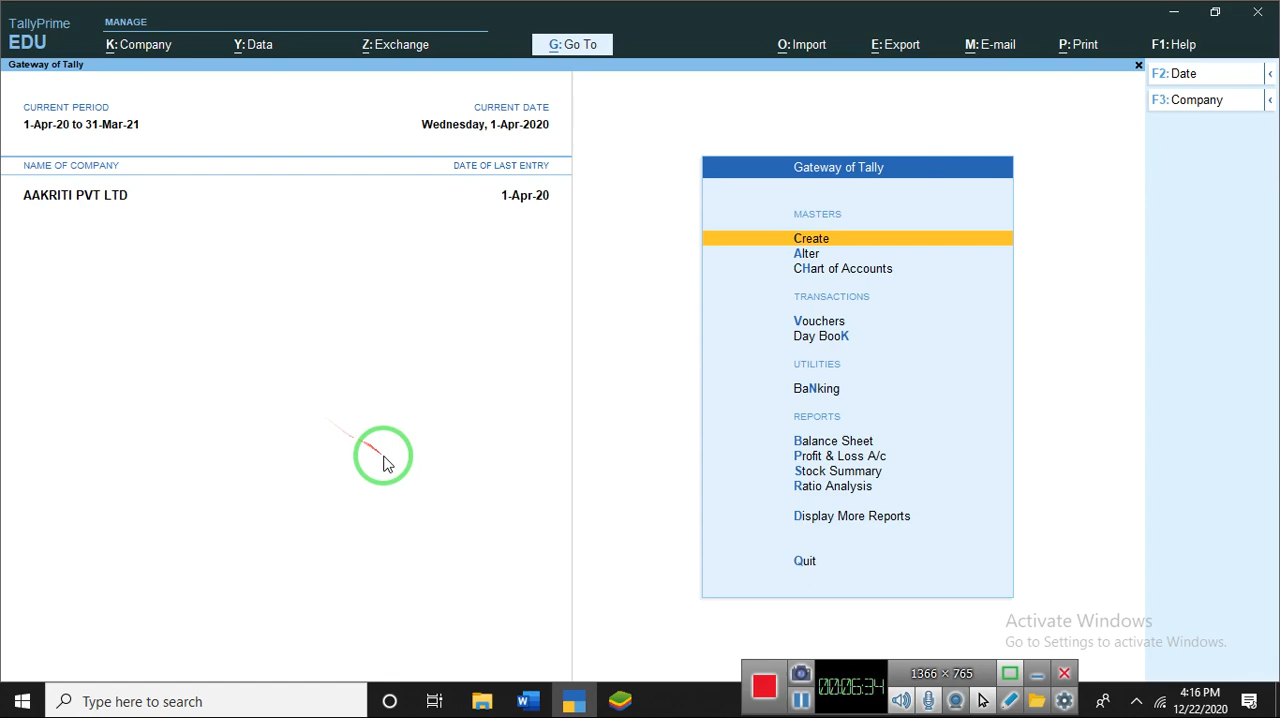 TallyPrime
EDU
MANAGE
K: Company
Y: Data
Z: Exchange
G: Go To
O: Import
E: Export
M: E-mail
P: Print
F1: Help
Gateway of Tally
F2: Date
F3: Company
CURRENT PERIOD
CURRENT DATE
1-Apr-20 to 31-Mar-21
Wednesday, 1-Apr-2020
NAME OF COMPANY
DATE OF LAST ENTRY
AAKRITI PVT LTD
1-Apr-20
Gateway of Tally
MASTERS
Create
Alter
CHart of Accounts
TRANSACTIONS
Vouchers
Day BooK
UTILITIES
BaNking
REPORTS
Balance Sheet
Profit & Loss A/c
Stock Summary
Ratio Analysis
Display More Reports
Quit
Activate Windows
Go to Settings to activate Windows.
000:6:34
1366 × 765
Type here to search
4:16 PM
12/22/2020